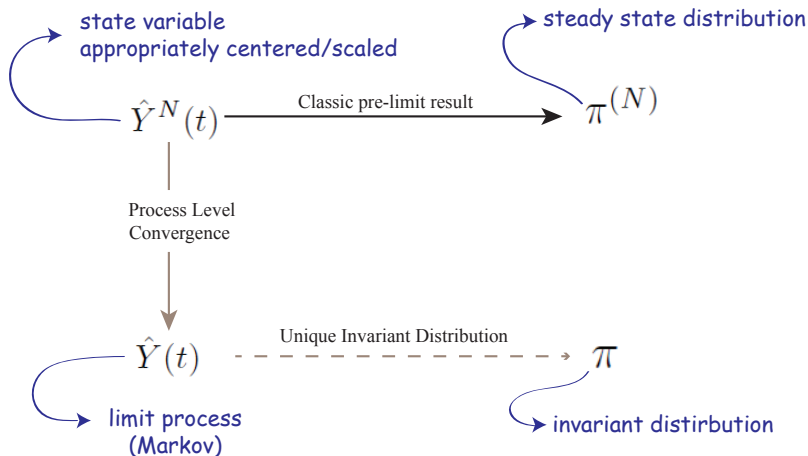 state variable
appropriately centered/scaled
steady state distribution
Ŷ^N(t)
Classic pre-limit result
π^(N)
Process Level
Convergence
Ŷ(t)
Unique Invariant Distribution
π
limit process
(Markov)
invariant distirbution